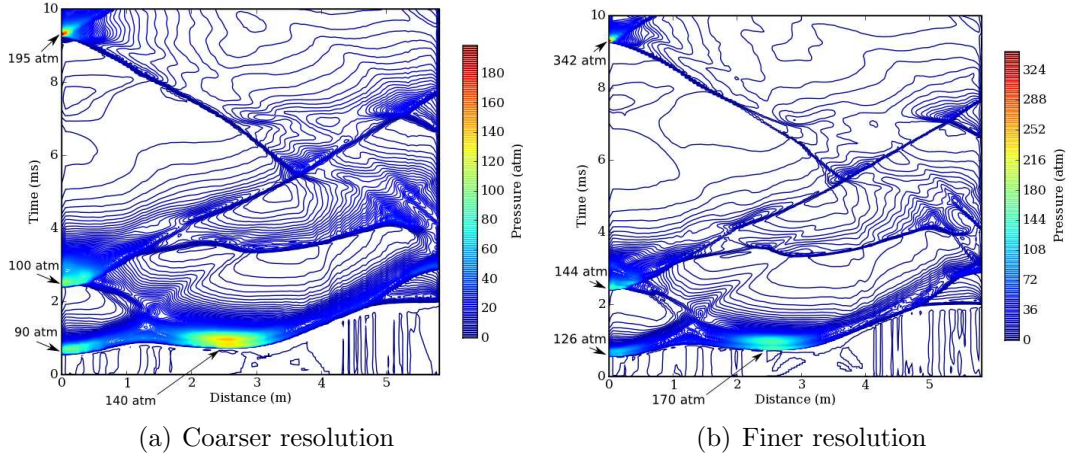 10
8
6
4
2
0
Time (ms)
195 atm
100 atm
90 atm
140 atm
0 1 2 3 4 5
Distance (m)
180
160
140
120
100
80
60
40
20
0
Pressure (atm)
(a) Coarser resolution
10
8
6
4
2
0
Time (ms)
342 atm
144 atm
126 atm
170 atm
0 1 2 3 4 5
Distance (m)
324
288
252
216
180
144
108
72
36
0
Pressure (atm)
(b) Finer resolution